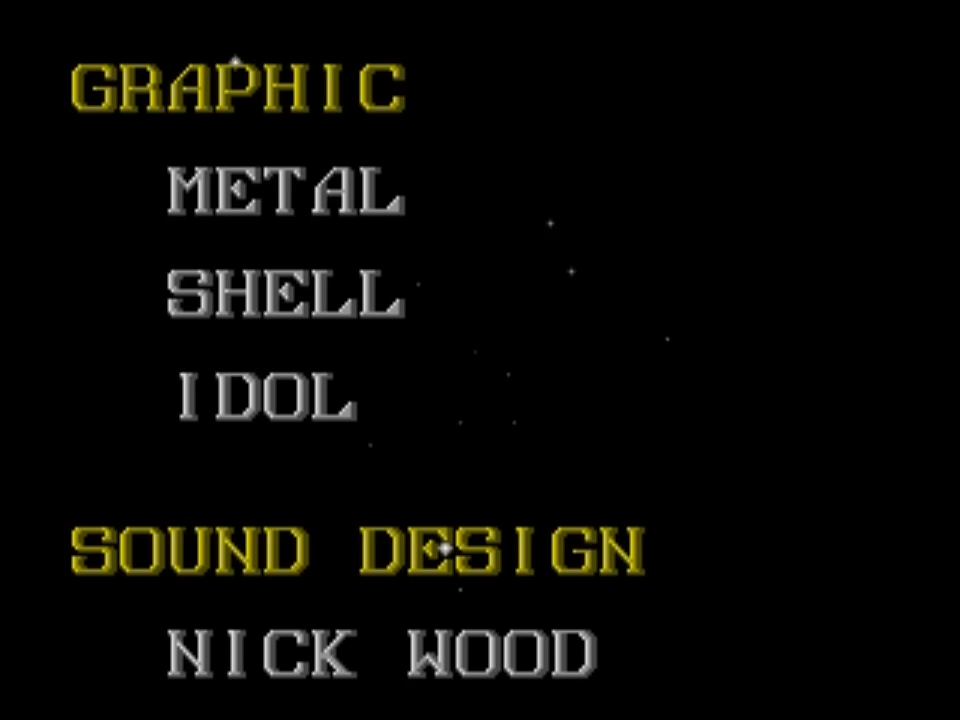 GRAPHIC
METAL
SHELL
IDOL
SOUND DESIGN
NICK WOOD